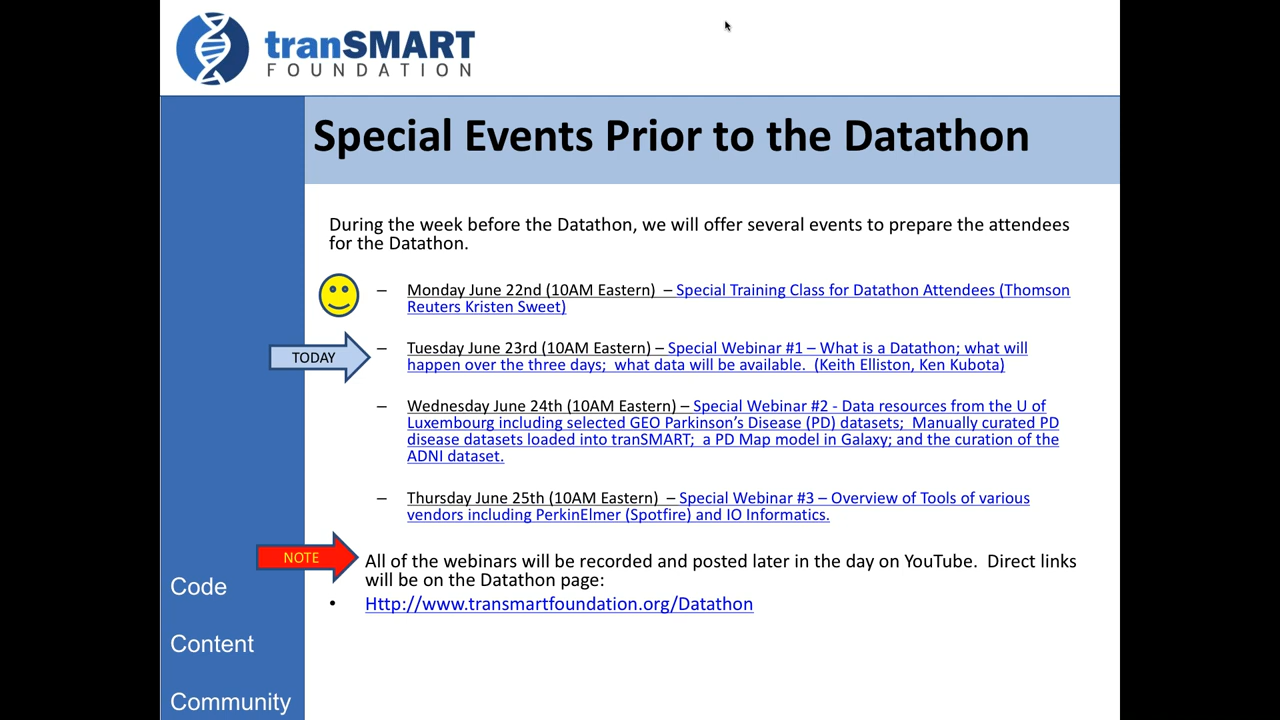 tranSMART
FOUNDATION
Special Events Prior to the Datathon
During the week before the Datathon, we will offer several events to prepare the attendees
for the Datathon.
– Monday June 22nd (10AM Eastern) – Special Training Class for Datathon Attendees (Thomson
Reuters Kristen Sweet)
TODAY
– Tuesday June 23rd (10AM Eastern) – Special Webinar #1 – What is a Datathon; what will
happen over the three days; what data will be available. (Keith Elliston, Ken Kubota)
– Wednesday June 24th (10AM Eastern) – Special Webinar #2 - Data resources from the U of
Luxembourg including selected GEO Parkinson’s Disease (PD) datasets; Manually curated PD
disease datasets loaded into tranSMART; a PD Map model in Galaxy; and the curation of the
ADNI dataset.
– Thursday June 25th (10AM Eastern) – Special Webinar #3 – Overview of Tools of various
vendors including PerkinElmer (Spotfire) and IO Informatics.
NOTE
All of the webinars will be recorded and posted later in the day on YouTube. Direct links
will be on the Datathon page:
• Http://www.transmartfoundation.org/Datathon
Code
Content
Community